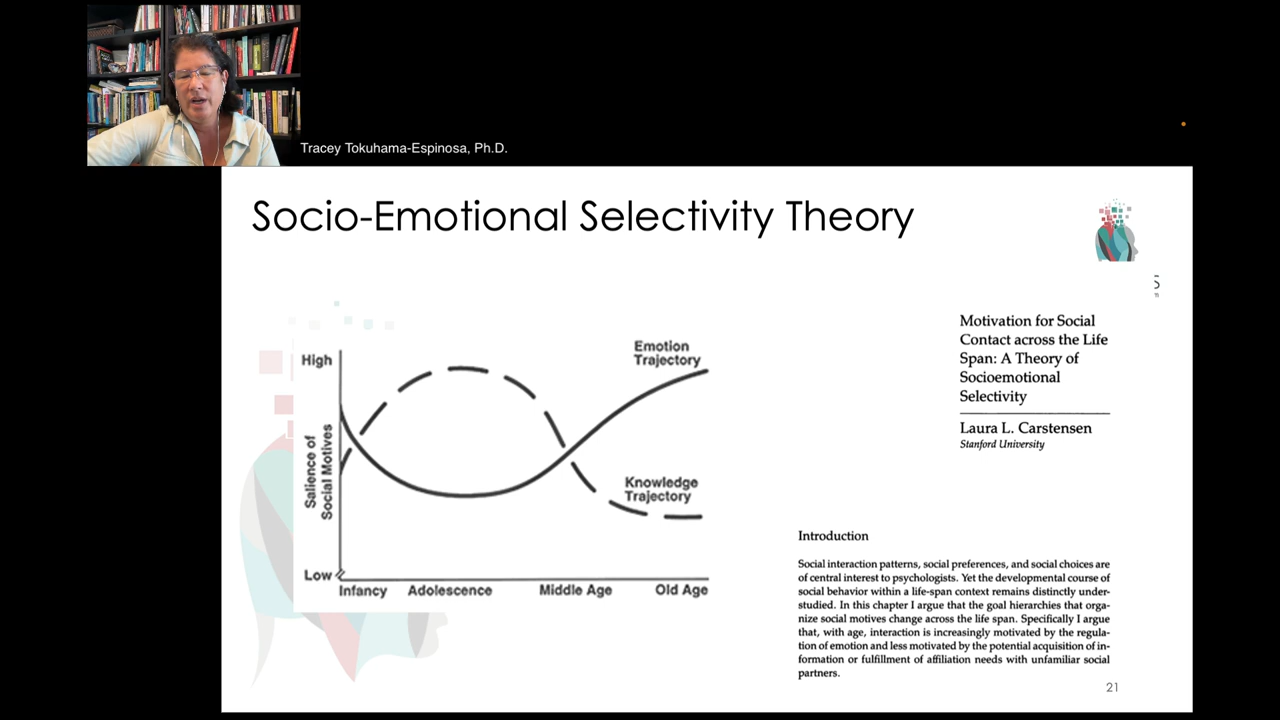 Tracey Tokuhama-Espinosa, Ph.D.
Socio-Emotional Selectivity Theory
Emotion
Trajectory
High
Salience of
Social Motives
Knowledge
Trajectory
Low
Infancy Adolescence Middle Age Old Age
Motivation for Social
Contact across the Life
Span: A Theory of
Socioemotional
Selectivity
Laura L. Carstensen
Stanford University
Introduction
Social interaction patterns, social preferences, and social choices are
of central interest to psychologists. Yet the developmental course of
social behavior within a life-span context remains distinctly under-
studied. In this chapter I argue that the goal hierarchies that orga-
nize social motives change across the life span. Specifically I argue
that, with age, interaction is increasingly motivated by the regula-
tion of emotion and less motivated by the potential acquisition of in-
formation or fulfillment of affiliation needs with unfamiliar social
partners.
21